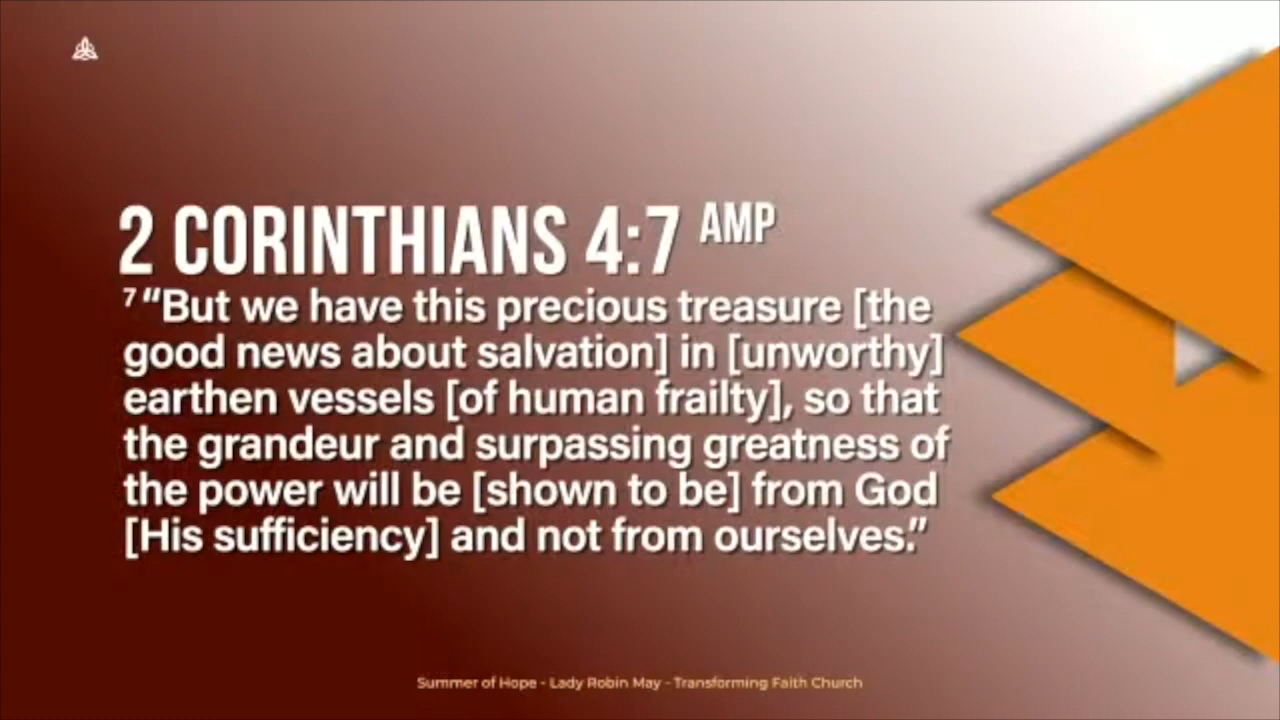 2 CORINTHIANS 4:7 AMP
7 “But we have this precious treasure [the
good news about salvation] in [unworthy]
earthen vessels [of human frailty], so that
the grandeur and surpassing greatness of
the power will be [shown to be] from God
[His sufficiency] and not from ourselves.”
Summer of Hope - Lady Robin May - Transforming Faith Church